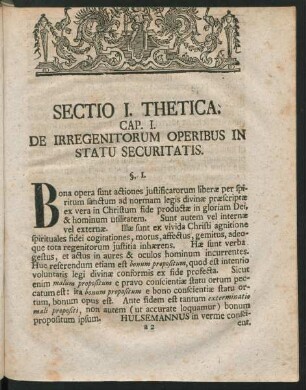 SECTIO I. THETICA:
CAP. I.
DE IRREGENITORUM OPERIBUS IN
STATU SECURITATIS.
§. I.
Bona opera sunt actiones justificatorum liberæ per spi-
ritum sanctum ad normam legis divinæ præscriptæ
ex vera in Christum fide productæ in gloriam Dei,
& hominum utilitatem. Sunt autem vel internæ
vel externæ. Illæ sunt ex vivida Christi agnitione
spirituales fidei cogitationes, motus, affectus, gemitus, adeo-
que tota regenitorum justitia inhærens. Hæ sunt verba
gestus, et actus in aures & oculos hominum incurrentes.
Huc referendum etiam est bonum propositum, quod est interior
voluntatis legi divinæ conformis ex fide profecta. Sicut
enim malum propositum e pravo conscientiæ statu ortum pec-
catum est: ita bonum propositum e bono conscientiæ statu or-
tum, bonum opus est. Ante fidem est tantum exterminatio
mali propositi, non autem (ut accurate loquamur) bonum
propositum ipsum. HULSEMANNUS in verme consci-
a 2 ent.